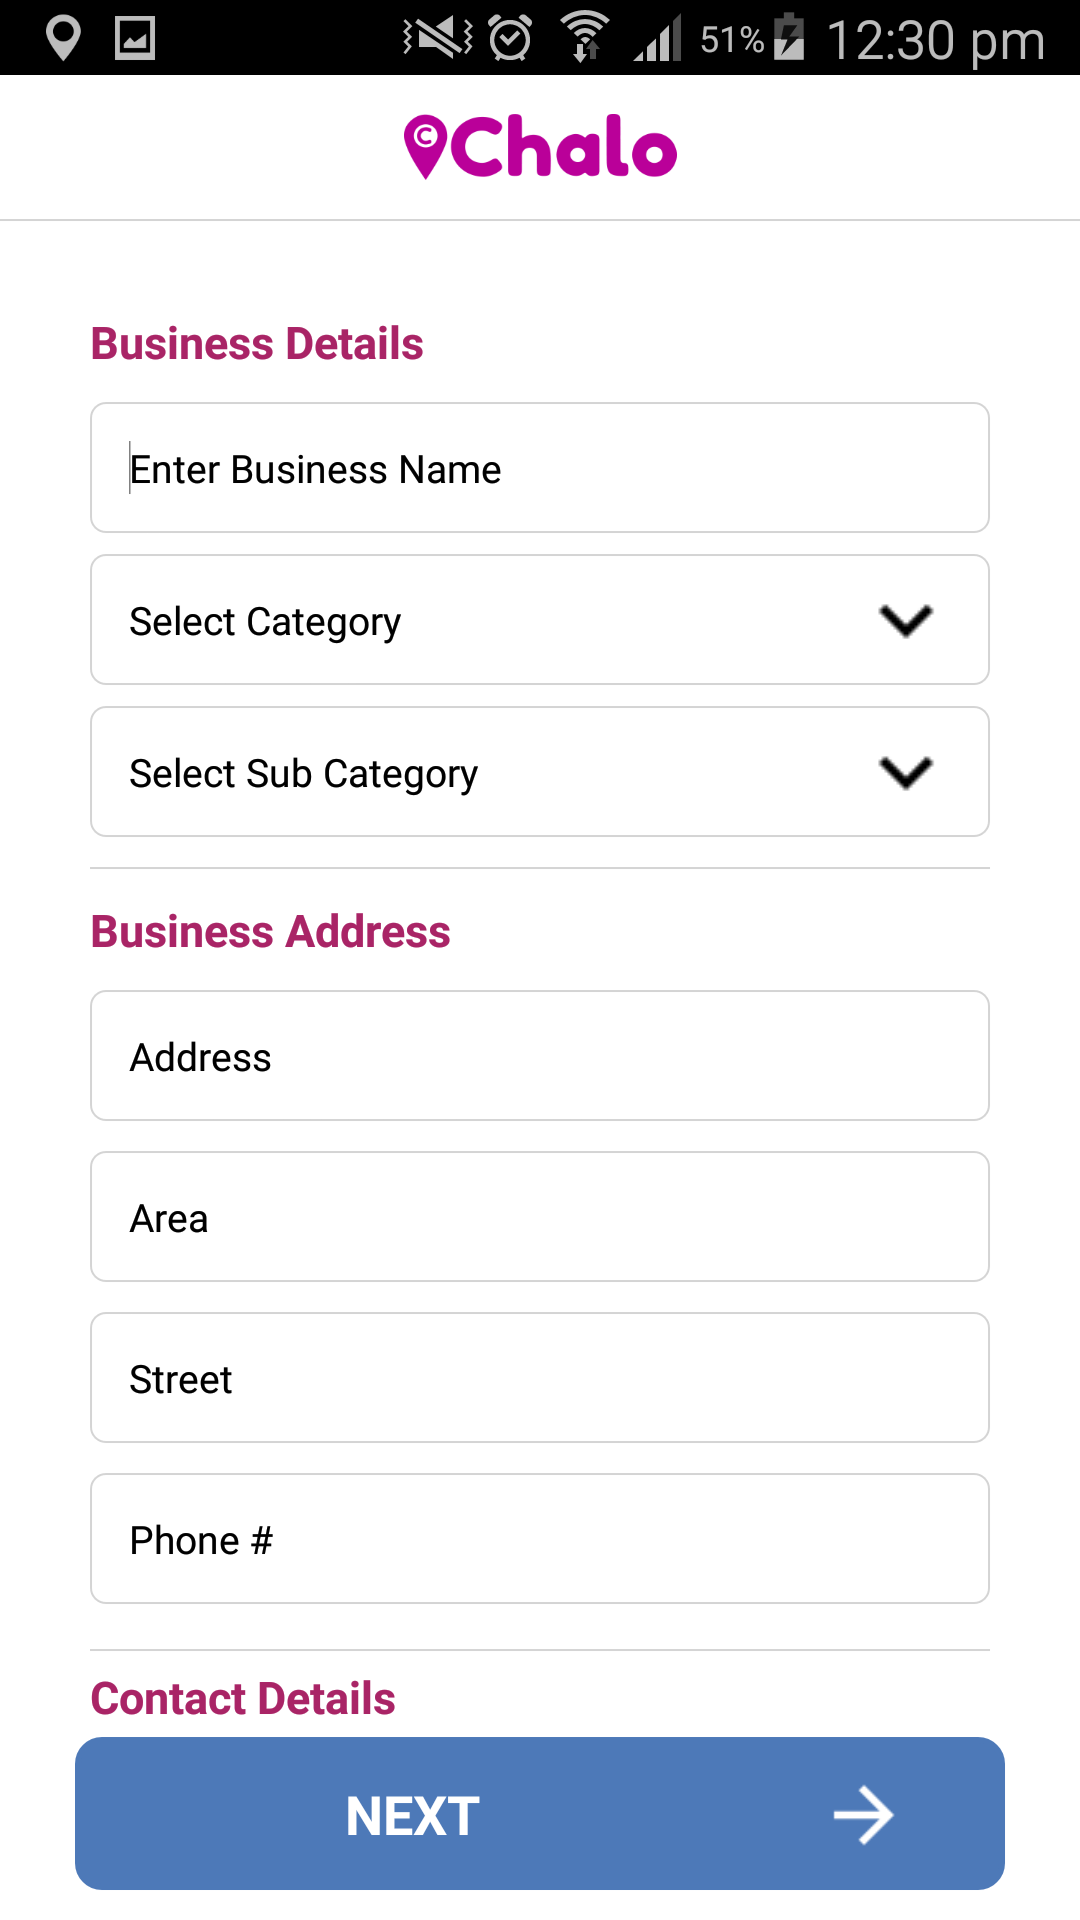 51% 12:30 pm
Chalo
Business Details
Enter Business Name
Select Category
Select Sub Category
Business Address
Address
Area
Street
Phone #
Contact Details
NEXT